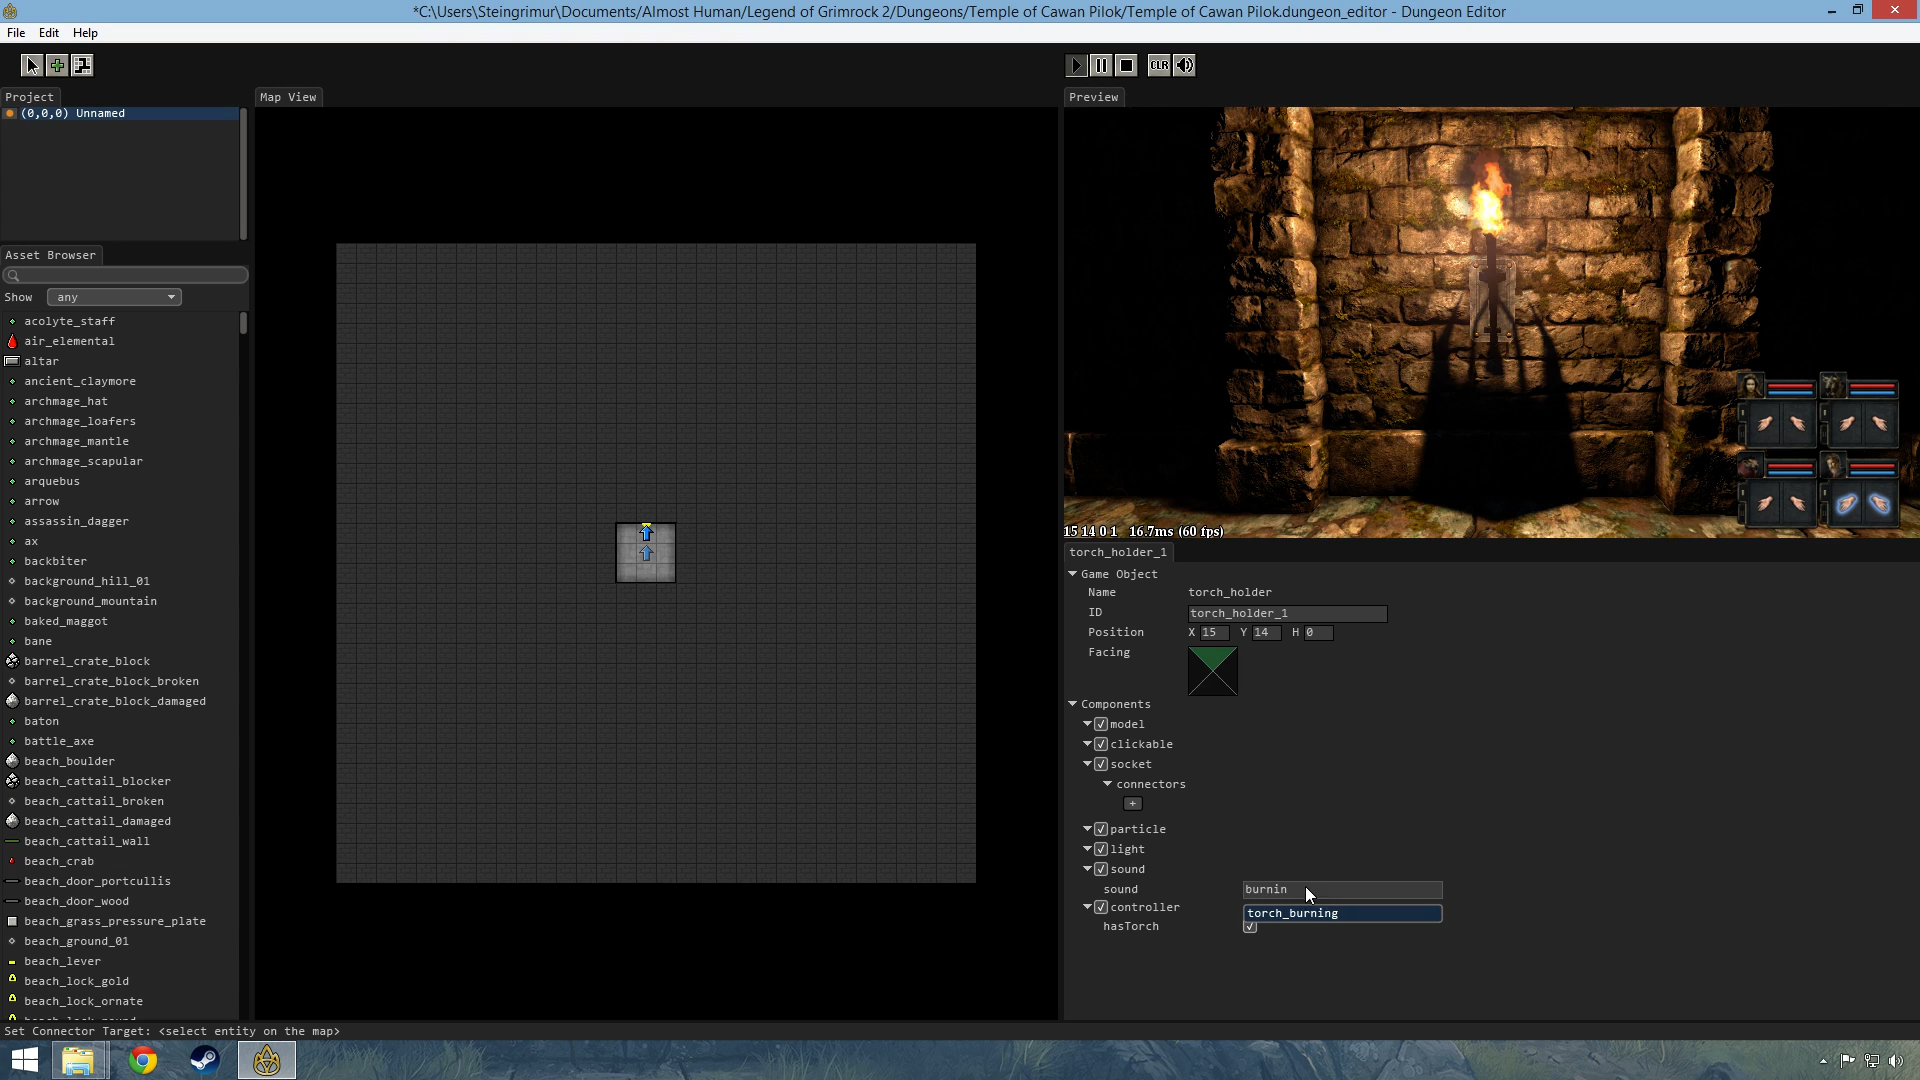 *C:\Users\Steingrimur\Documents/Almost Human/Legend of Grimrock 2/Dungeons/Temple of Cawan Pilok/Temple of Cawan Pilok.dungeon_editor - Dungeon Editor
File Edit Help
CLR
Project
(0,0,0) Unnamed
Asset Browser
Show any
acolyte_staff
air_elemental
altar
ancient_claymore
archmage_hat
archmage_loafers
archmage_mantle
archmage_scapular
arquebus
arrow
assassin_dagger
ax
backbiter
background_hill_01
background_mountain
baked_maggot
bane
barrel_crate_block
barrel_crate_block_broken
barrel_crate_block_damaged
baton
battle_axe
beach_boulder
beach_cattail_blocker
beach_cattail_broken
beach_cattail_damaged
beach_cattail_wall
beach_crab
beach_door_portcullis
beach_door_wood
beach_grass_pressure_plate
beach_ground_01
beach_lever
beach_lock_gold
beach_lock_ornate
Map View
Preview
15 14 0 1 16.7ms (60 fps)
torch_holder_1
Game Object
Name torch_holder
ID torch_holder_1
Position X 15 Y 14 H 0
Facing
Components
model
clickable
socket
connectors
+
particle
light
sound
sound burnin
controller
torch_burning
hasTorch
Set Connector Target: <select entity on the map>